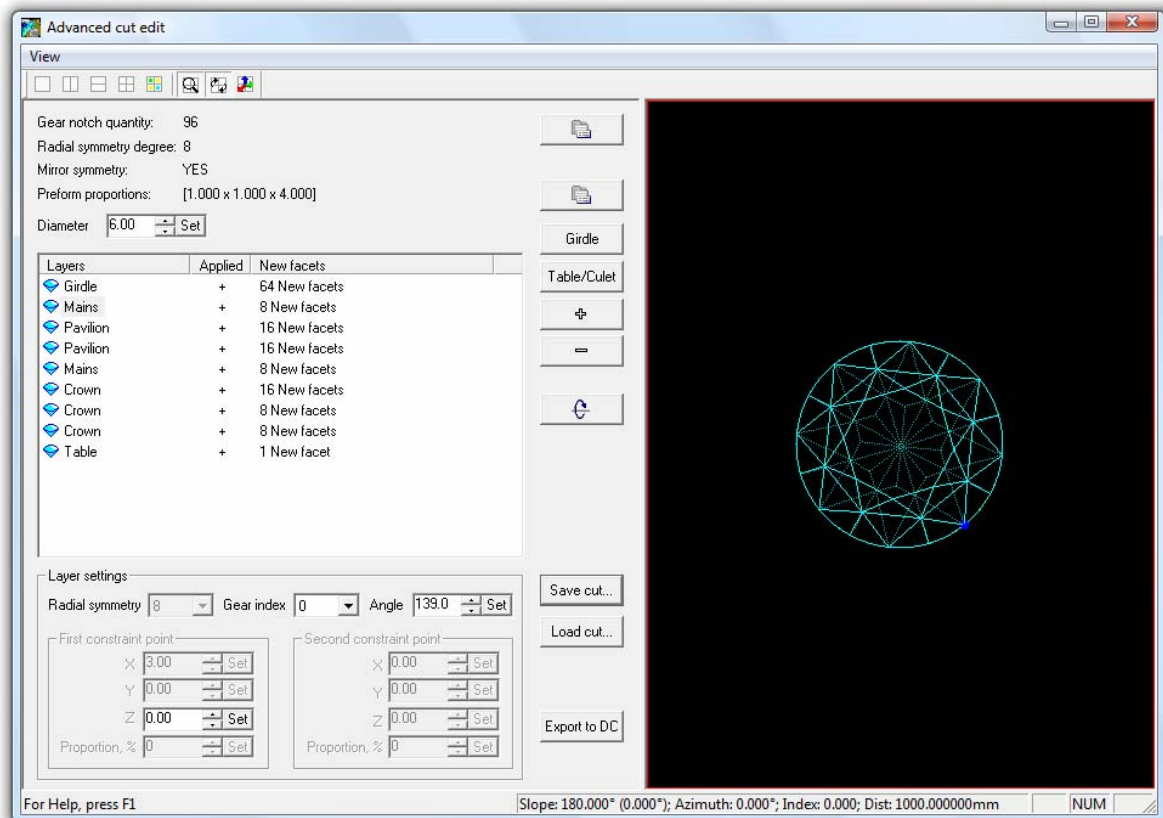 Advanced cut edit
View
Gear notch quantity: 96
Radial symmetry degree: 8
Mirror symmetry: YES
Preform proportions: [1.000 x 1.000 x 4.000]
Diameter 6.00 Set
Girdle
Table/Culet
Layers Applied New facets
Girdle + 64 New facets
Mains + 8 New facets
Pavilion + 16 New facets
Pavilion + 16 New facets
Mains + 8 New facets
Crown + 16 New facets
Crown + 8 New facets
Crown + 8 New facets
Table + 1 New facet
Layer settings
Radial symmetry 8 Gear index 0 Angle 139.0 Set
First constraint point
X 3.00 Set
Y 0.00 Set
Z 0.00 Set
Proportion, % 0 Set
Second constraint point
X 0.00 Set
Y 0.00 Set
Z 0.00 Set
Proportion, % 0 Set
Save cut...
Load cut...
Export to DC
For Help, press F1
Slope: 180.000° (0.000°); Azimuth: 0.000°; Index: 0.000; Dist: 1000.000000mm
NUM